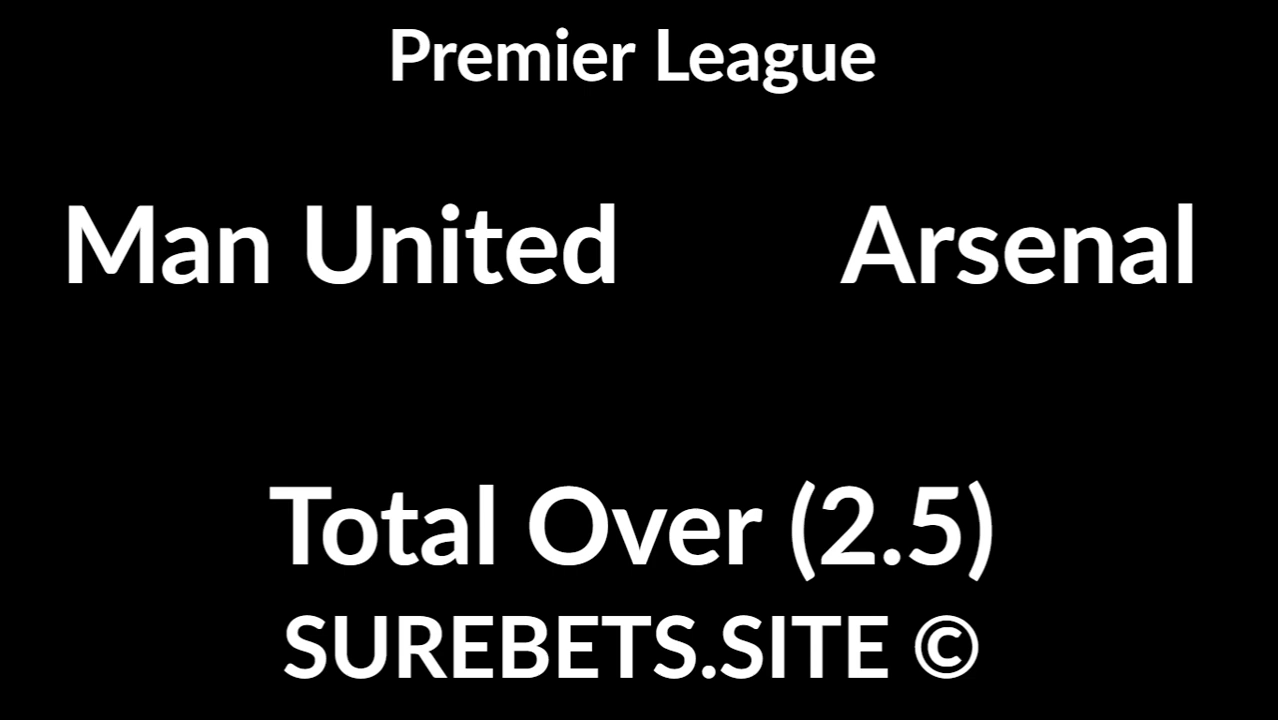 Premier League
Man United Arsenal
Total Over (2.5)
SUREBETS.SITE ©